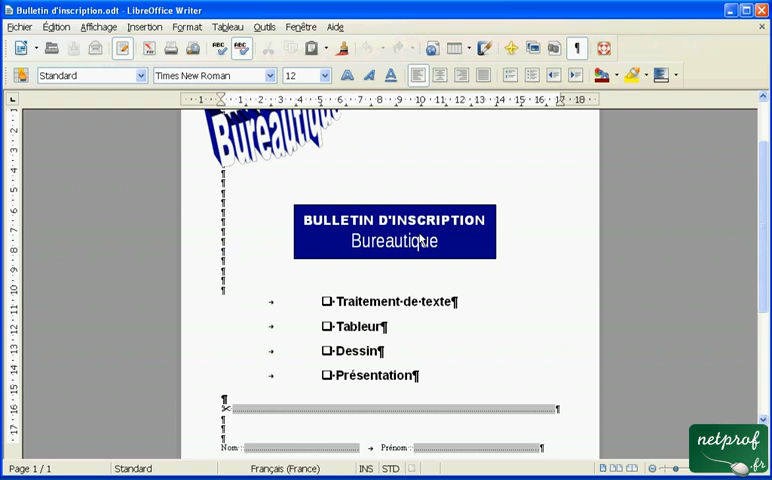 Bulletin d'inscription.odt - LibreOffice Writer
Fichier Édition Affichage Insertion Format Tableau Outils Fenêtre Aide
Standard Times New Roman 12
Bureautique
BULLETIN D'INSCRIPTION
Bureautique
Traitement·de·texte¶
Tableur¶
Dessin¶
Présentation¶
Nom Prénom
Page 1 / 1 Standard Français (France) INS STD
netprof
.fr